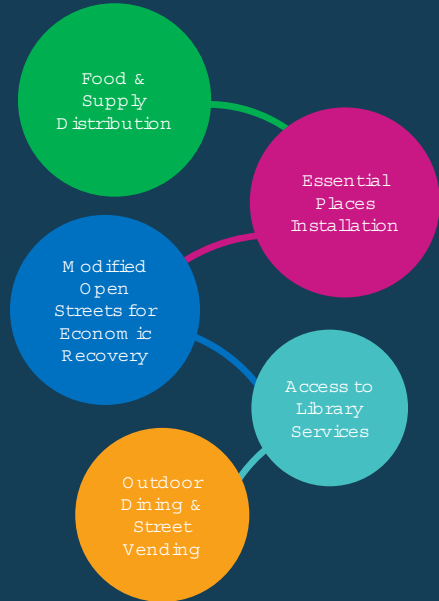 Food &
Supply
Distribution
Essential
Places
Installation
Modified
Open
Streets for
Economic
Recovery
Access to
Library
Services
Outdoor
Dining &
Street
Vending